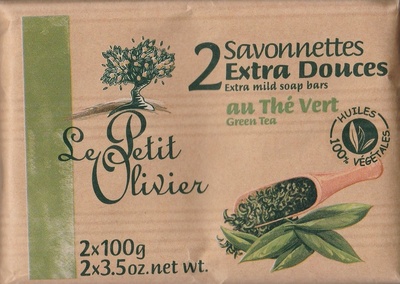 2 Savonnettes
Extra Douces
Extra mild soap bars
au Thé Vert
Green Tea
HUILES
100% VÉGÉTALES
Le Petit
Olivier
2x100g
2x3.5oz.net wt.